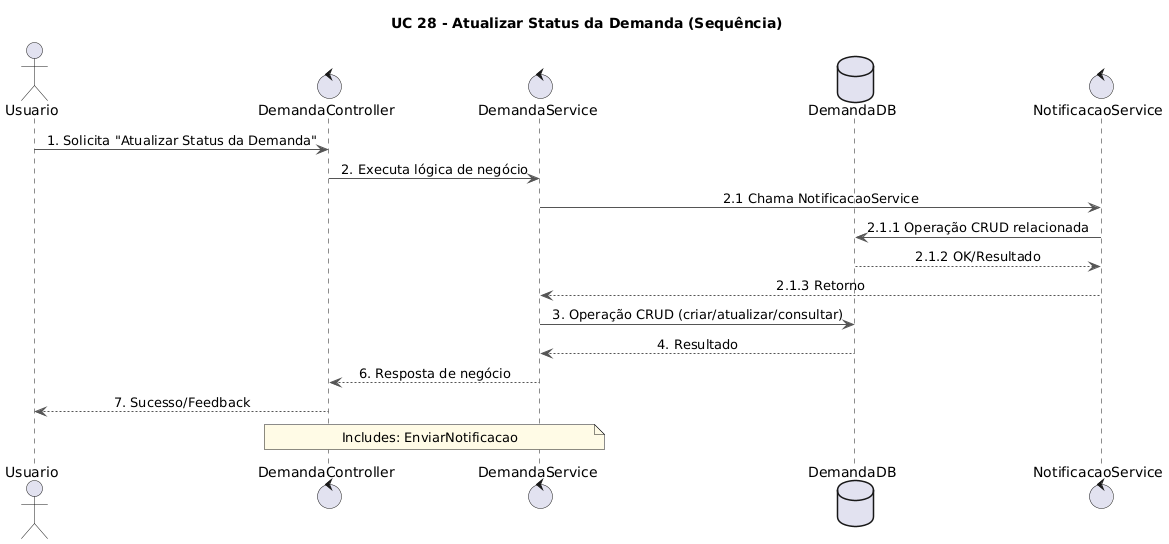 UC 28 - Atualizar Status da Demanda (Sequência)
Usuario
DemandaController
DemandaService
DemandaDB
NotificacaoService
1. Solicita "Atualizar Status da Demanda"
2. Executa lógica de negócio
2.1 Chama NotificacaoService
2.1.1 Operação CRUD relacionada
2.1.2 OK/Resultado
2.1.3 Retorno
3. Operação CRUD (criar/atualizar/consultar)
4. Resultado
6. Resposta de negócio
7. Sucesso/Feedback
Includes: EnviarNotificacao
Usuario
DemandaController
DemandaService
DemandaDB
NotificacaoService